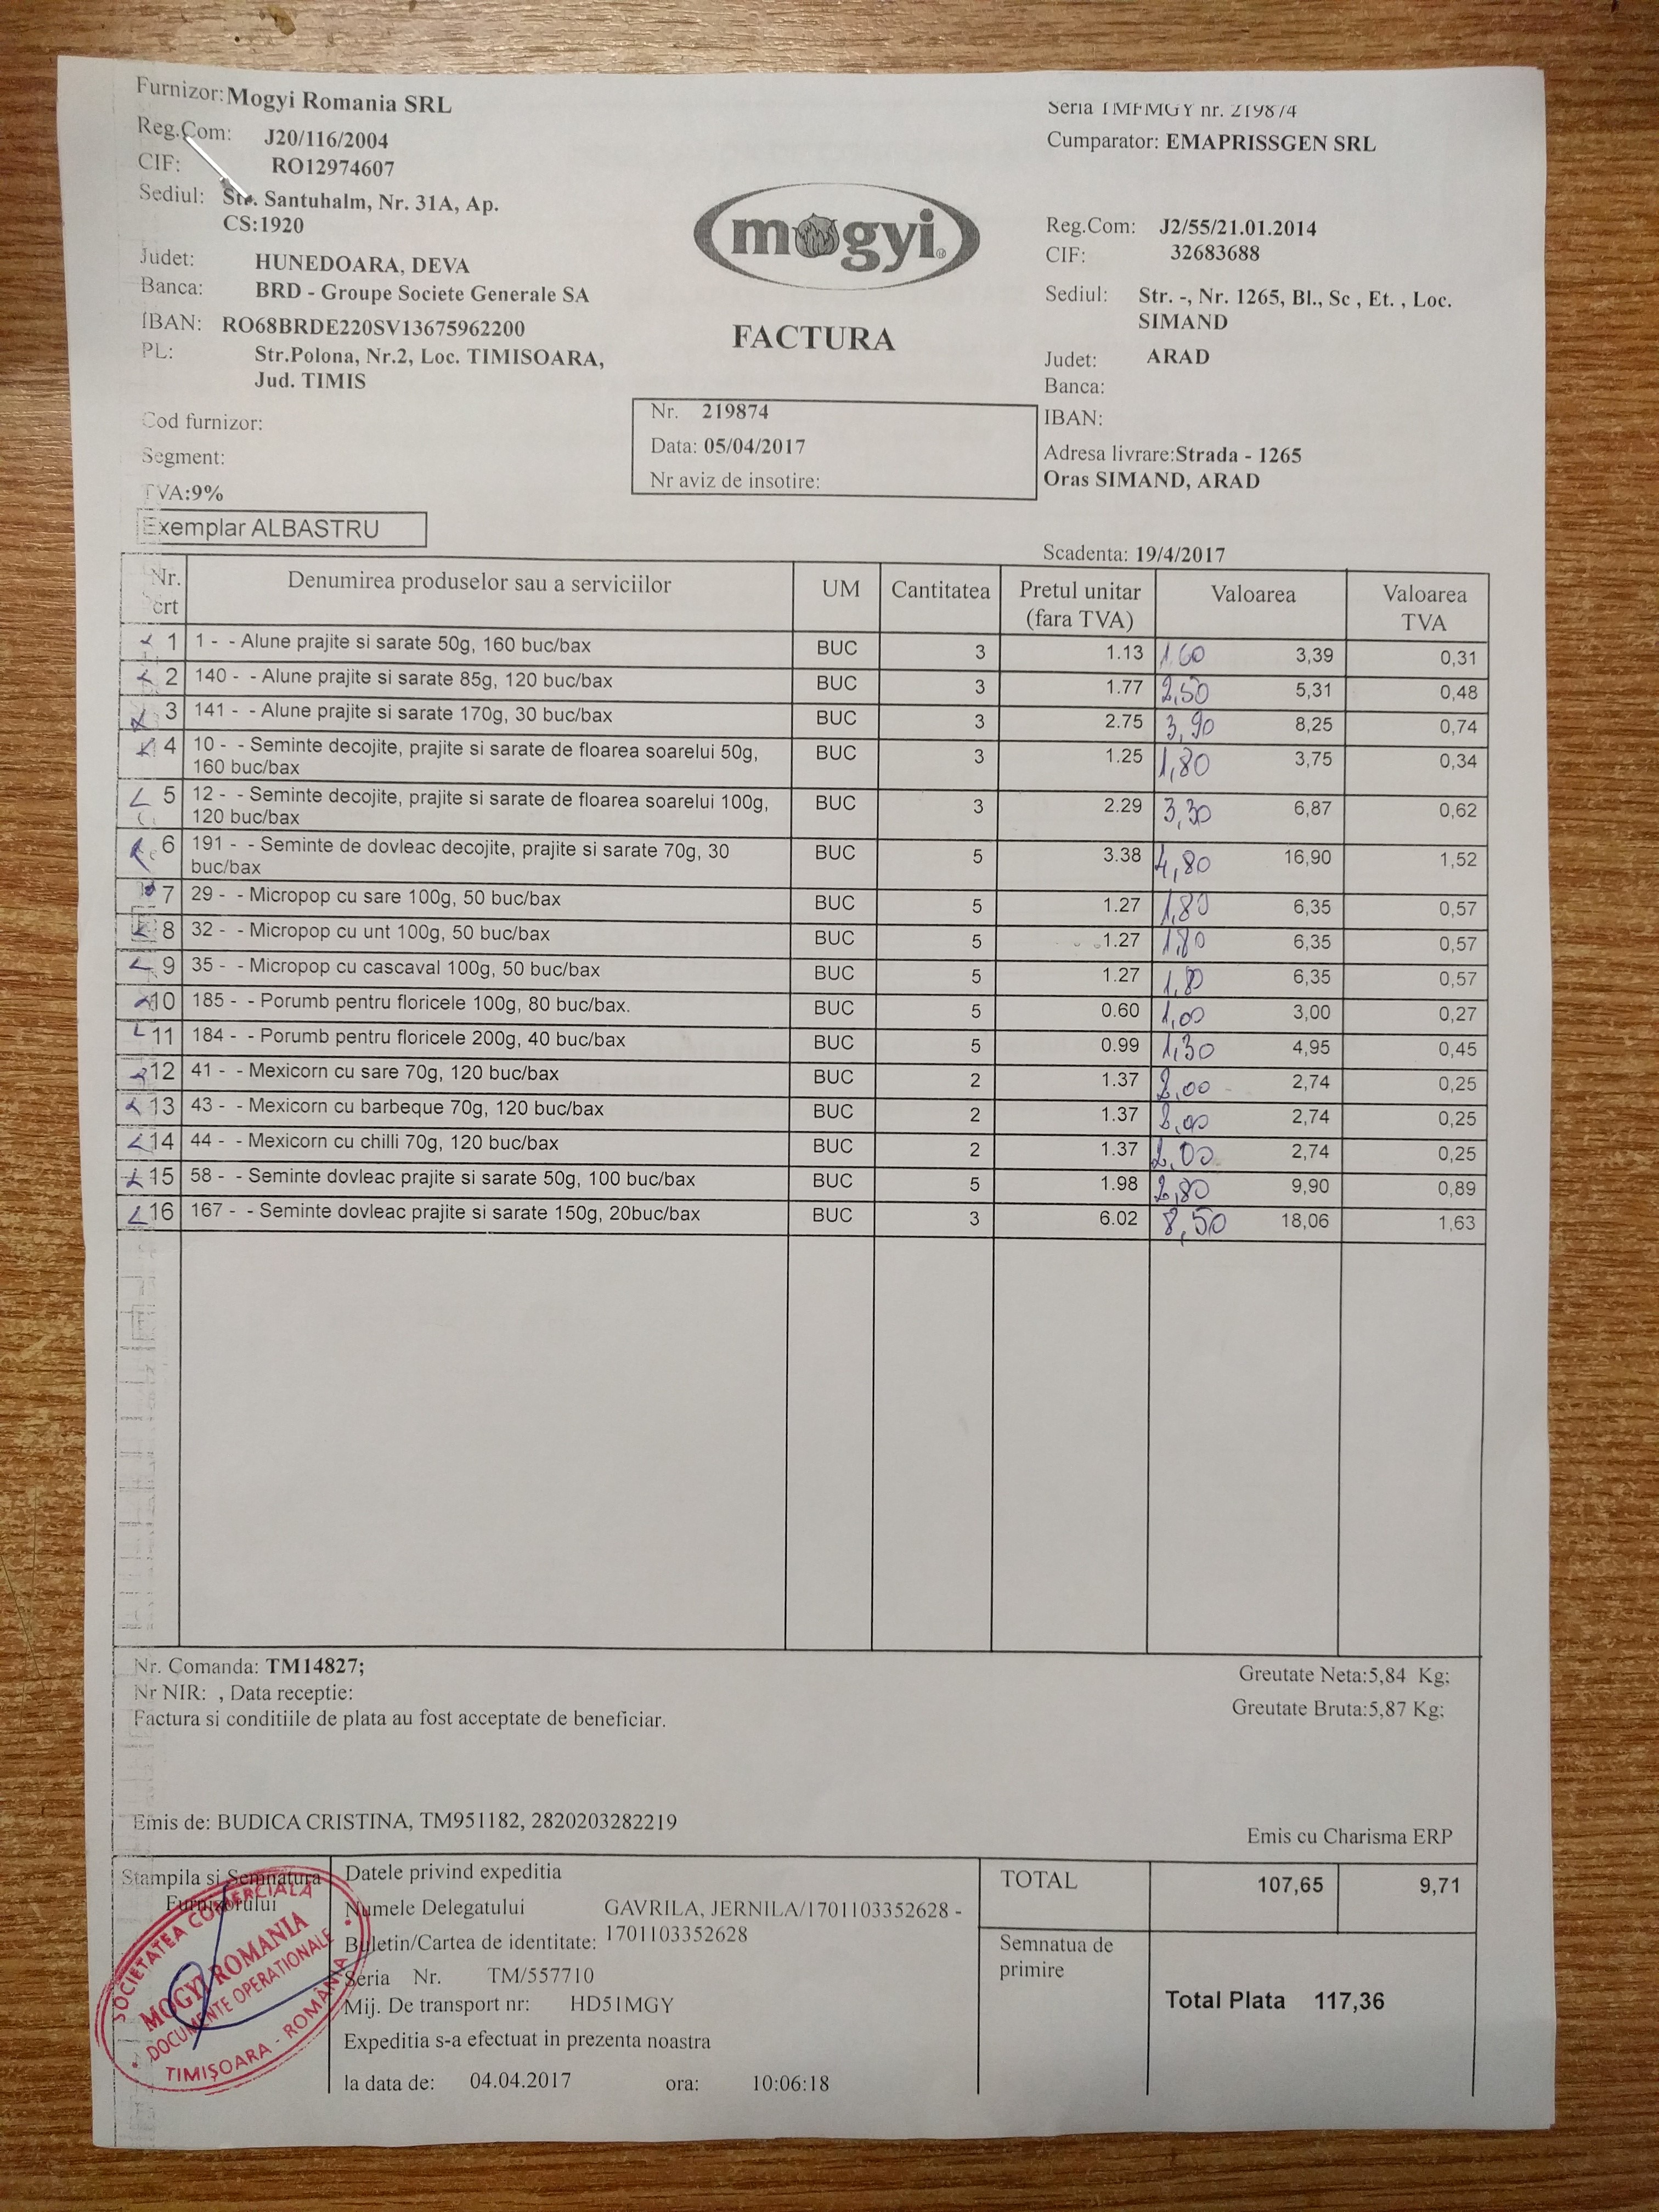 Furnizor: Mogyi Romania SRL
Reg.Com: J20/116/2004
CIF: RO12974607
Sediul: Str. Santuhalm, Nr. 31A, Ap.
CS:1920
Judet: HUNEDOARA, DEVA
Banca: BRD - Groupe Societe Generale SA
IBAN: RO68BRDE220SV13675962200
PL: Str.Polona, Nr.2, Loc. TIMISOARA,
Jud. TIMIS
Cod furnizor:
Segment:
TVA:9%
Exemplar ALBASTRU
mogyi®
FACTURA
Nr. 219874
Data: 05/04/2017
Nr aviz de insotire:
Seria TMFMGY nr. 219874
Cumparator: EMAPRISSGEN SRL
Reg.Com: J2/55/21.01.2014
CIF: 32683688
Sediul: Str. -, Nr. 1265, Bl., Sc , Et. , Loc.
SIMAND
Judet: ARAD
Banca:
IBAN:
Adresa livrare:Strada - 1265
Oras SIMAND, ARAD
Scadenta: 19/4/2017
Nr. crt Denumirea produselor sau a serviciilor UM Cantitatea Pretul unitar (fara TVA) Valoarea Valoarea TVA
1 1 - - Alune prajite si sarate 50g, 160 buc/bax BUC 3 1.13 1,60 3,39 0,31
2 140 - - Alune prajite si sarate 85g, 120 buc/bax BUC 3 1.77 2,50 5,31 0,48
3 141 - - Alune prajite si sarate 170g, 30 buc/bax BUC 3 2.75 3,90 8,25 0,74
4 10 - - Seminte decojite, prajite si sarate de floarea soarelui 50g, BUC 3 1.25 1,80 3,75 0,34
160 buc/bax
5 12 - - Seminte decojite, prajite si sarate de floarea soarelui 100g, BUC 3 2.29 3,30 6,87 0,62
120 buc/bax
6 191 - - Seminte de dovleac decojite, prajite si sarate 70g, 30 BUC 5 3.38 4,80 16,90 1,52
buc/bax
7 29 - - Micropop cu sare 100g, 50 buc/bax BUC 5 1.27 1,80 6,35 0,57
8 32 - - Micropop cu unt 100g, 50 buc/bax BUC 5 1.27 1,80 6,35 0,57
9 35 - - Micropop cu cascaval 100g, 50 buc/bax BUC 5 1.27 1,80 6,35 0,57
10 185 - - Porumb pentru floricele 100g, 80 buc/bax. BUC 5 0.60 1,00 3,00 0,27
11 184 - - Porumb pentru floricele 200g, 40 buc/bax BUC 5 0.99 1,30 4,95 0,45
12 41 - - Mexicorn cu sare 70g, 120 buc/bax BUC 2 1.37 2,00 2,74 0,25
13 43 - - Mexicorn cu barbeque 70g, 120 buc/bax BUC 2 1.37 2,00 2,74 0,25
14 44 - - Mexicorn cu chilli 70g, 120 buc/bax BUC 2 1.37 2,00 2,74 0,25
15 58 - - Seminte dovleac prajite si sarate 50g, 100 buc/bax BUC 5 1.98 2,80 9,90 0,89
16 167 - - Seminte dovleac prajite si sarate 150g, 20buc/bax BUC 3 6.02 8,50 18,06 1,63
Nr. Comanda: TM14827;
Nr NIR: , Data receptie:
Factura si conditiile de plata au fost acceptate de beneficiar.
Greutate Neta:5,84 Kg;
Greutate Bruta:5,87 Kg;
Emis de: BUDICA CRISTINA, TM951182, 2820203282219
Emis cu Charisma ERP
Stampila si Semnatura
Furnizorului
SOCIETATEA COMERCIALĂ
MOGYI ROMANIA
DOCUMENTE OPERATIONALE
TIMIŞOARA - ROMÂNIA
Datele privind expeditia
Numele Delegatului GAVRILA, JERNILA/1701103352628 -
Buletin/Cartea de identitate: 1701103352628
Seria Nr. TM/557710
Mij. De transport nr: HD51MGY
Expeditia s-a efectuat in prezenta noastra
la data de: 04.04.2017 ora: 10:06:18
TOTAL 107,65 9,71
Semnatua de
primire
Total Plata 117,36